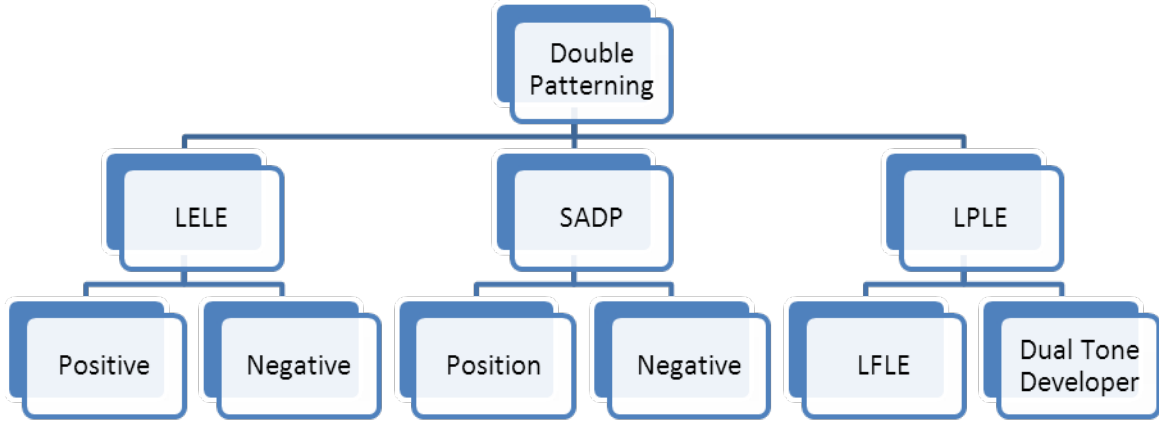 Double
Patterning
LELE
SADP
LPLE
Positive
Negative
Position
Negative
LFLE
Dual Tone
Developer